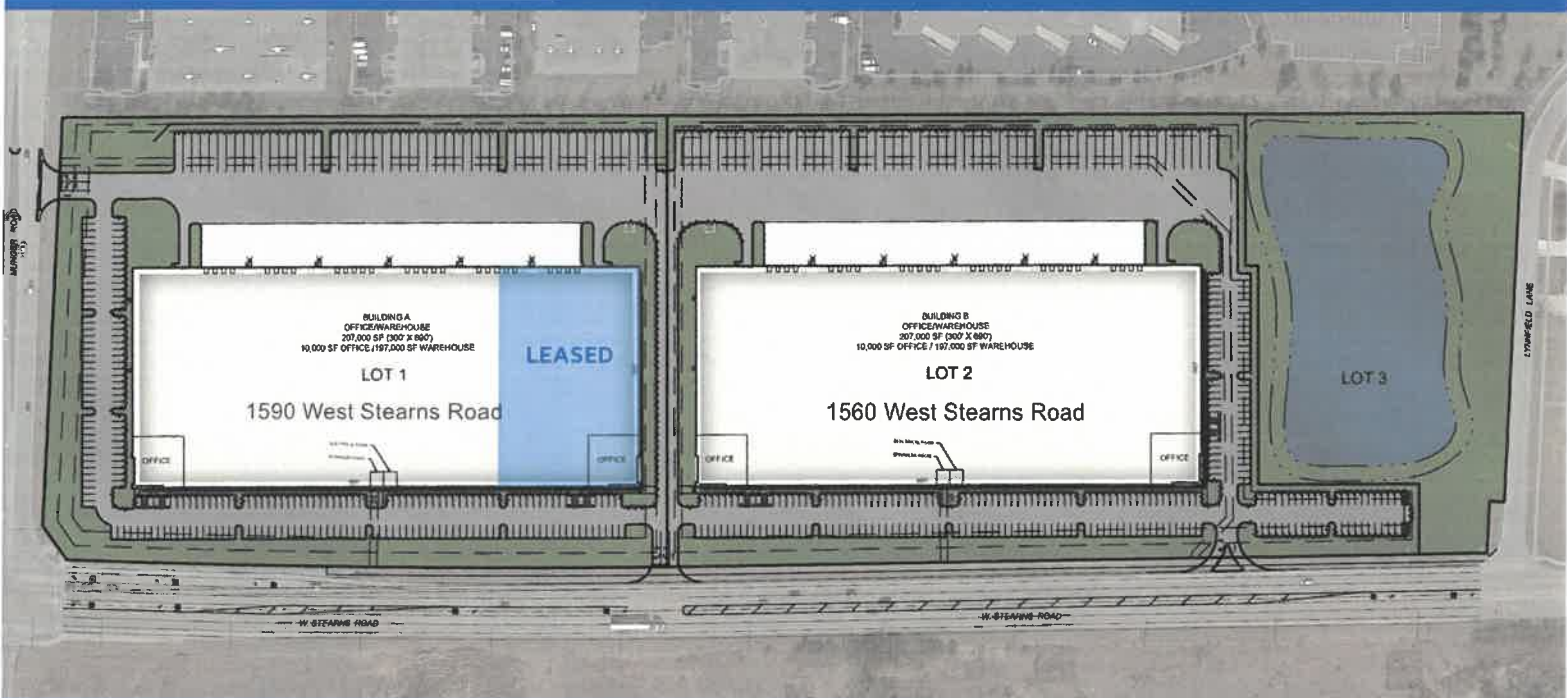 BUILDING A
OFFICE/WAREHOUSE
207,000 SF (300' X 690')
10,000 SF OFFICE / 197,000 SF WAREHOUSE
LOT 1
1590 West Stearns Road
LEASED
OFFICE
OFFICE
BUILDING B
OFFICE/WAREHOUSE
207,000 SF (300' X 690')
10,000 SF OFFICE / 197,000 SF WAREHOUSE
LOT 2
1560 West Stearns Road
OFFICE
OFFICE
LOT 3
LYNNFIELD LANE
W. STEARNS ROAD
W. STEARNS ROAD